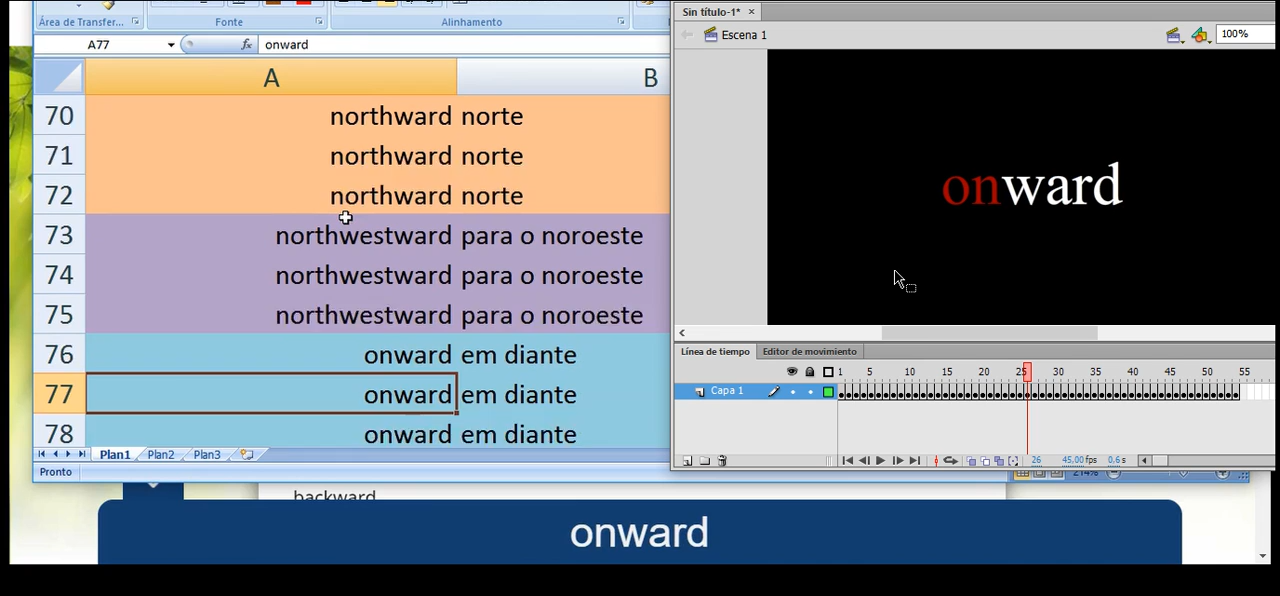 Área de Transfer...
Fonte
Alinhamento
A77
fx
onward
A
B
70 northward norte
71 northward norte
72 northward norte
73 northwestward para o noroeste
74 northwestward para o noroeste
75 northwestward para o noroeste
76 onward em diante
77 onward em diante
78 onward em diante
Plan1 Plan2 Plan3
Pronto
Sin título-1* ×
Escena 1
100%
onward
Línea de tiempo Editor de movimiento
1 5 10 15 20 25 30 35 40 45 50 55
Capa 1
26 45.00 fps 0.6 s
214%
backward
onward